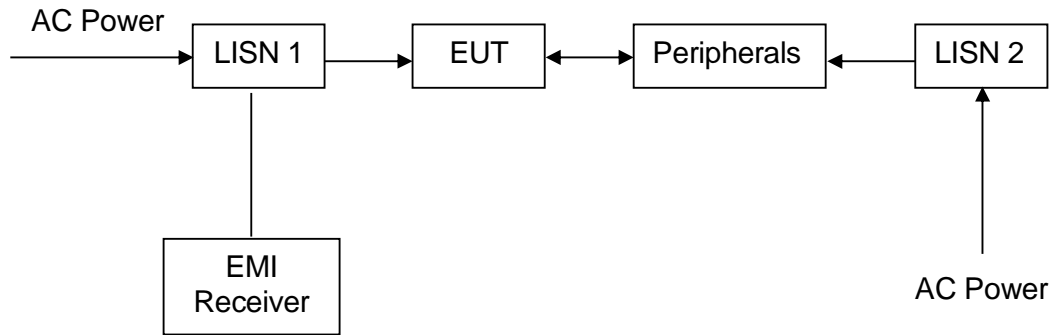 AC Power
LISN 1
EUT
Peripherals
LISN 2
EMI
Receiver
AC Power